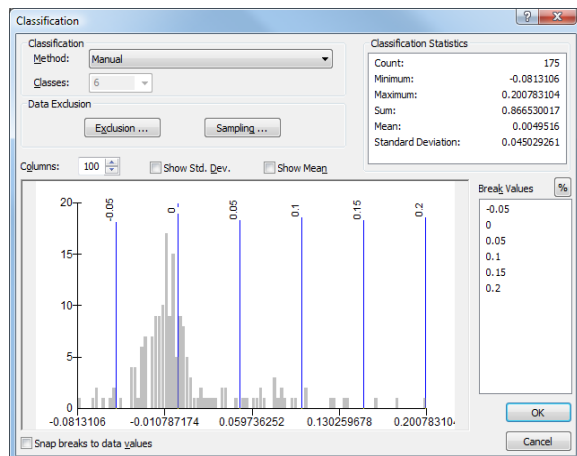 Classification
Classification
Method: Manual
Classes: 6
Data Exclusion
Exclusion ...
Sampling ...
Classification Statistics
Count: 175
Minimum: -0.0813106
Maximum: 0.200783104
Sum: 0.866530017
Mean: 0.0049516
Standard Deviation: 0.045029261
Columns: 100
Show Std. Dev.
Show Mean
Break Values %
-0.05
0
0.05
0.1
0.15
0.2
-0.05 0 0.05 0.1 0.15 0.2
20
15
10
5
0
-0.0813106 -0.010787174 0.059736252 0.130259678 0.200783104
Snap breaks to data values
OK
Cancel